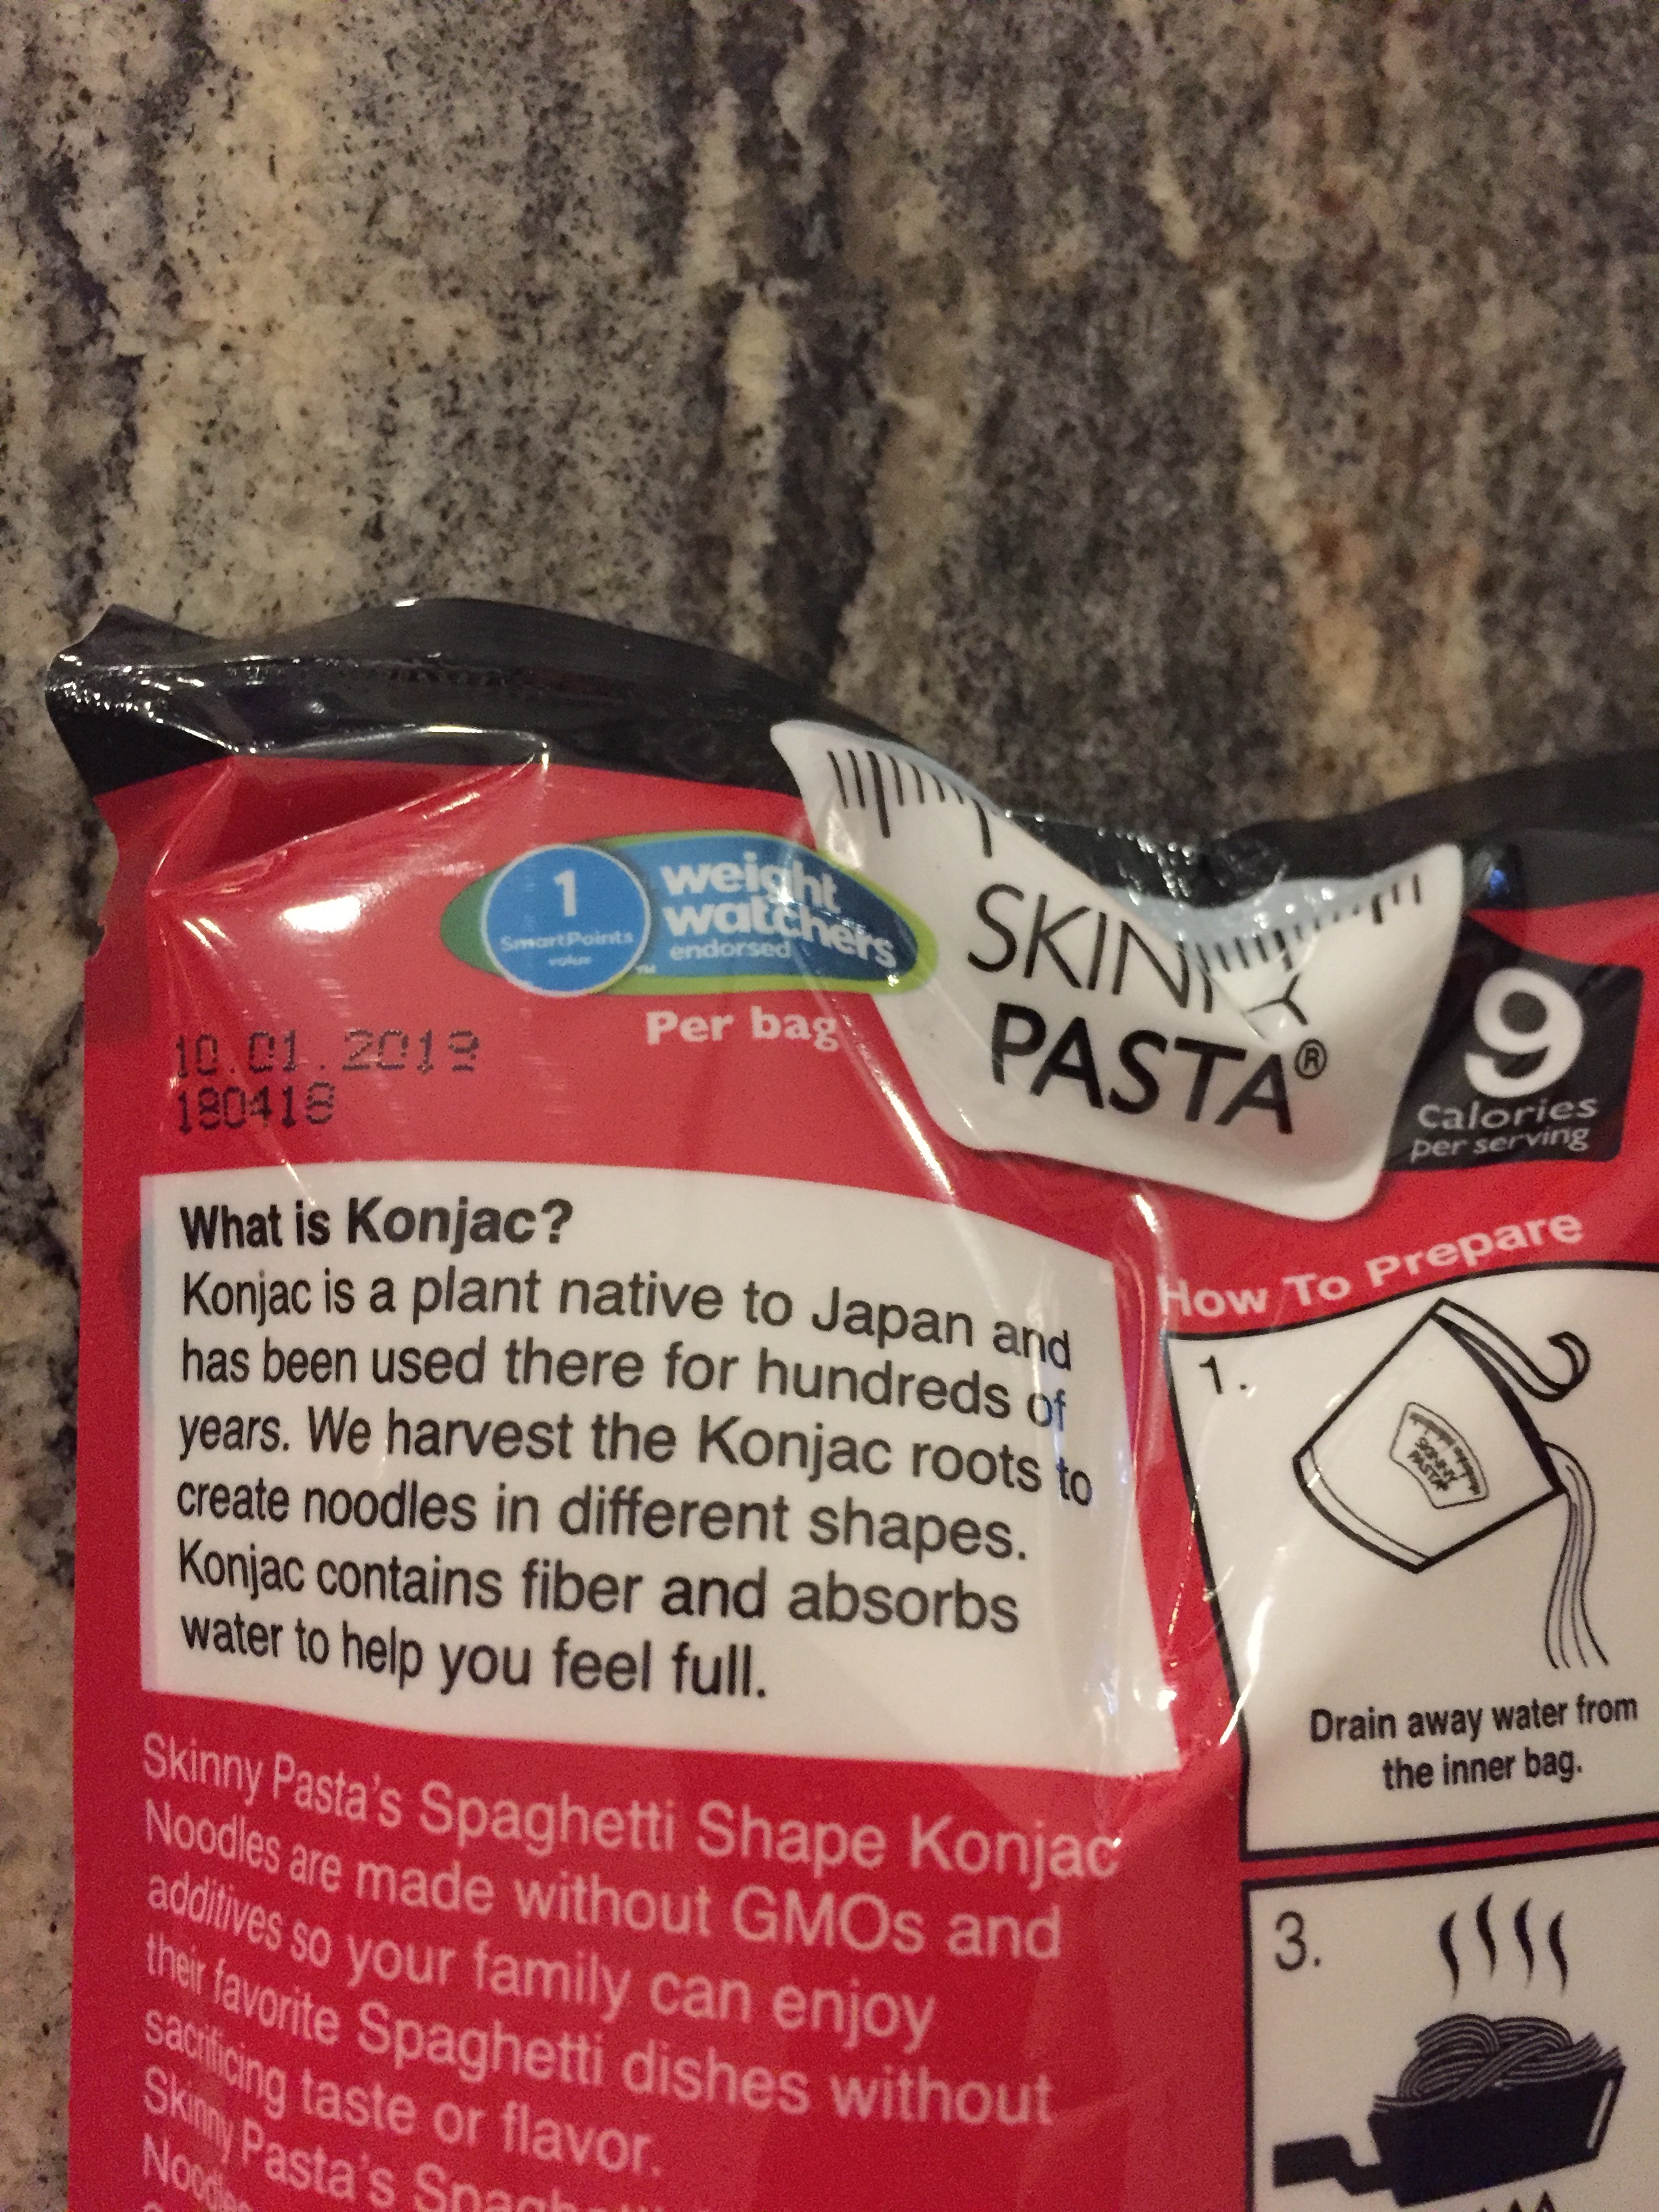 1
SmartPoints
value
TM
weight
watchers
endorsed
Per bag
SKINNY
PASTA®
9
Calories
per serving
10.01.2019
180418
What is Konjac?
Konjac is a plant native to Japan and
has been used there for hundreds of
years. We harvest the Konjac roots to
create noodles in different shapes.
Konjac contains fiber and absorbs
water to help you feel full.
Skinny Pasta's Spaghetti Shape Konjac
Noodles are made without GMOs and
additives so your family can enjoy
their favorite Spaghetti dishes without
sacrificing taste or flavor.
Skinny Pasta's
How To Prepare
1.
SKINNY
PASTA
Drain away water from
the inner bag.
3.